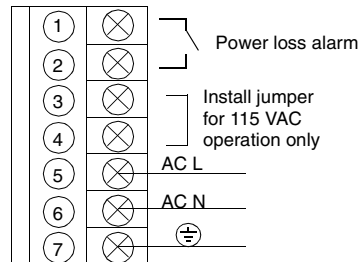 1
2
Power loss alarm
3
4
Install jumper
for 115 VAC
operation only
5
AC L
6
AC N
7